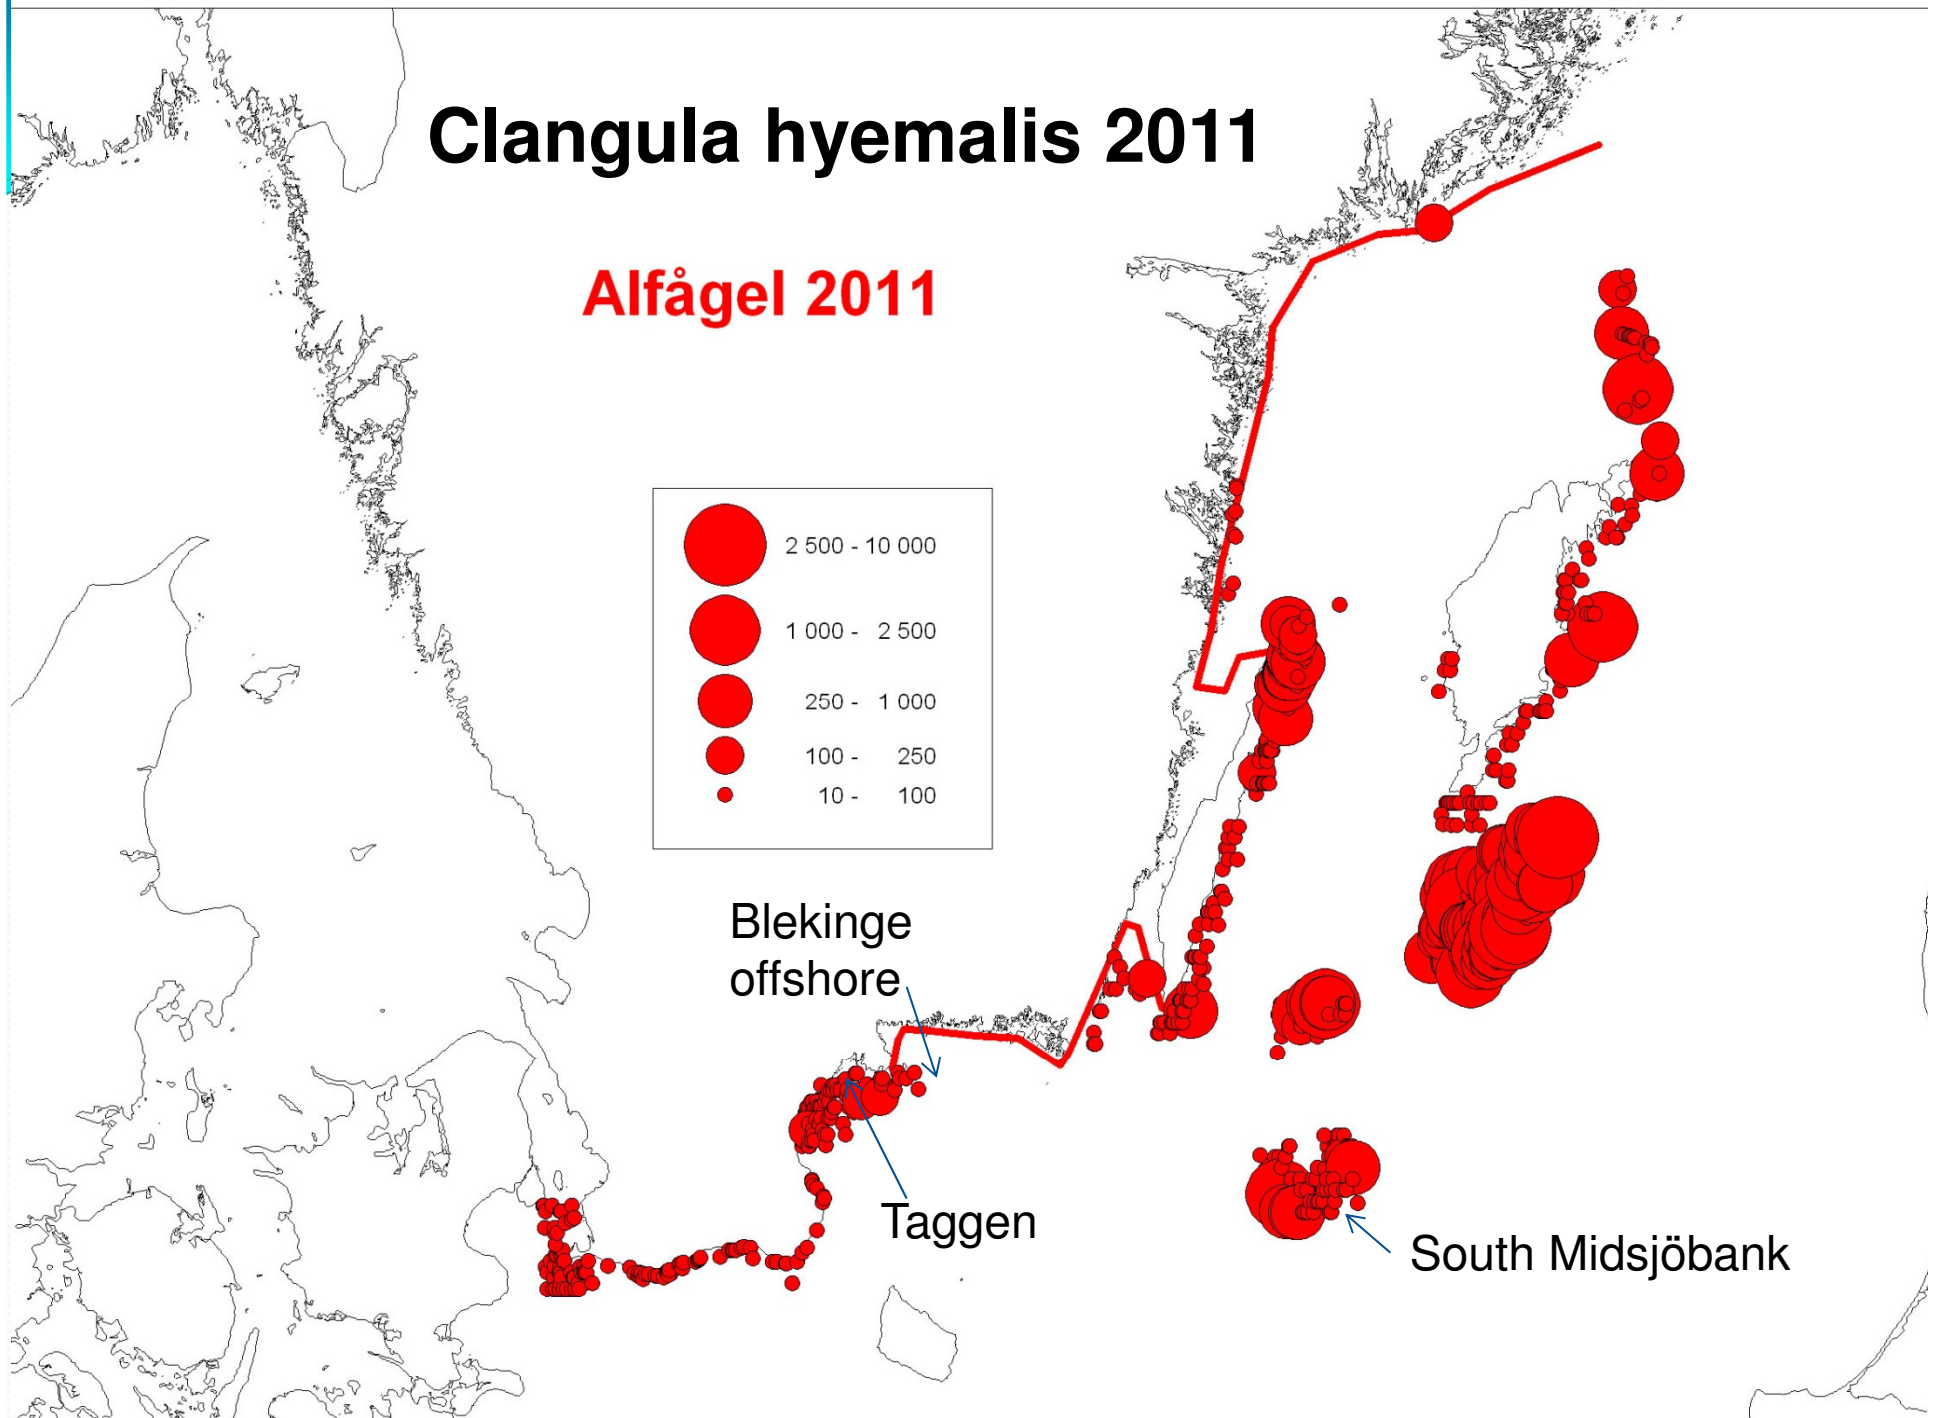 Clangula hyemalis 2011
Alfågel 2011
2 500 - 10 000
1 000 - 2 500
250 - 1 000
100 - 250
10 - 100
Blekinge
offshore
Taggen
South Midsjöbank